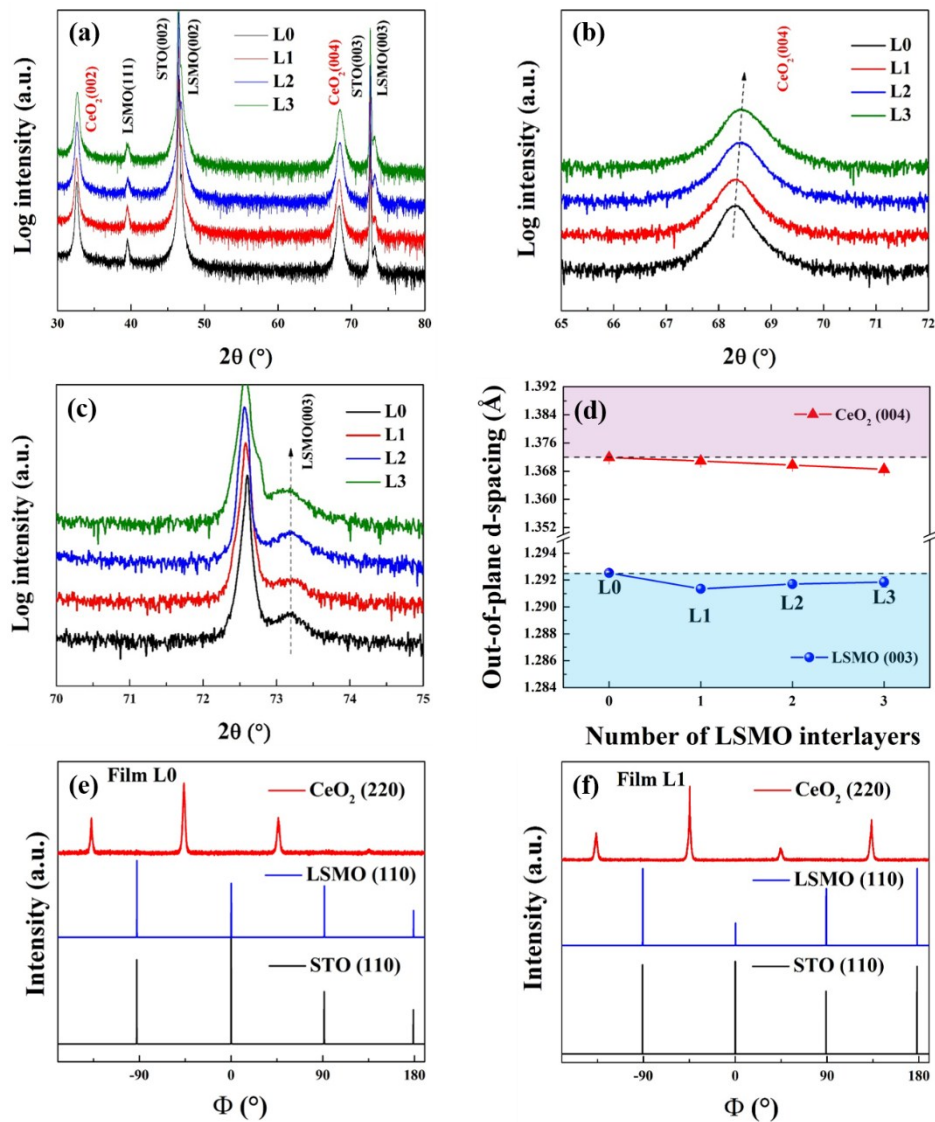 (a)
CeO2(002)
LSMO(111)
STO(002)
LSMO(002)
CeO2(004)
STO(003)
LSMO(003)
L0
L1
L2
L3
Log intensity (a.u.)
30 40 50 60 70 80
2θ (°)
(b)
CeO2(004)
L0
L1
L2
L3
Log intensity (a.u.)
65 66 67 68 69 70 71 72
2θ (°)
(c)
LSMO(003)
L0
L1
L2
L3
Log intensity (a.u.)
70 71 72 73 74 75
2θ (°)
(d)
Out-of-plane d-spacing (Å)
1.392
1.384
1.376
1.368
1.360
1.352
1.294
1.292
1.290
1.288
1.286
1.284
CeO2 (004)
L0 L1 L2 L3
LSMO (003)
0 1 2 3
Number of LSMO interlayers
(e)
Film L0
CeO2 (220)
LSMO (110)
STO (110)
Intensity (a.u.)
-90 0 90 180
Φ (°)
(f)
Film L1
CeO2 (220)
LSMO (110)
STO (110)
Intensity (a.u.)
-90 0 90 180
Φ (°)